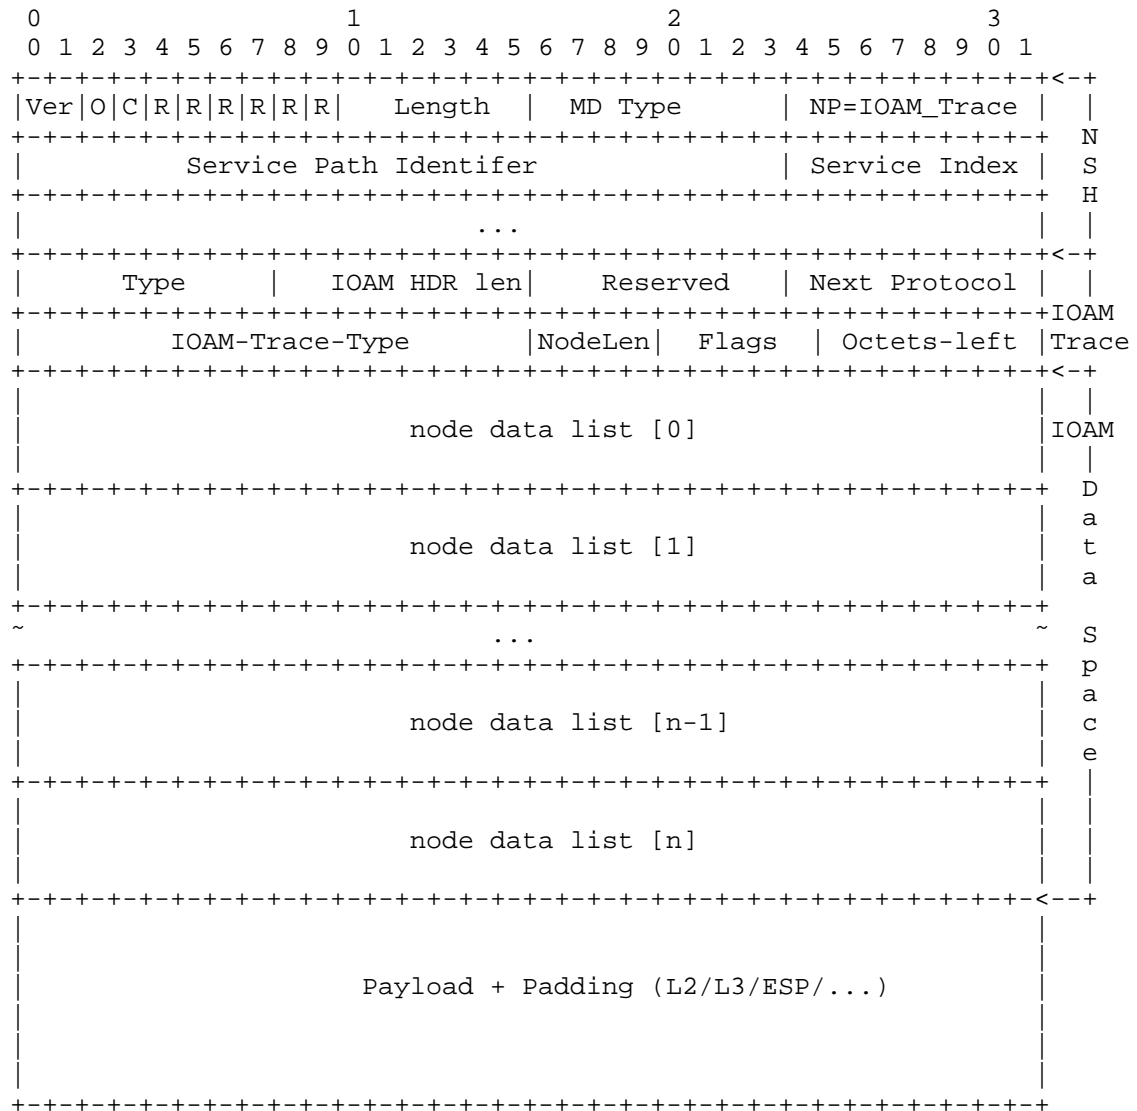 0                   1                   2                   3
 0 1 2 3 4 5 6 7 8 9 0 1 2 3 4 5 6 7 8 9 0 1 2 3 4 5 6 7 8 9 0 1
+-+-+-+-+-+-+-+-+-+-+-+-+-+-+-+-+-+-+-+-+-+-+-+-+-+-+-+-+-+-+-+-+<-+
|Ver|O|C|R|R|R|R|R|R|   Length  |  MD Type      | NP=IOAM_Trace |  |
+-+-+-+-+-+-+-+-+-+-+-+-+-+-+-+-+-+-+-+-+-+-+-+-+-+-+-+-+-+-+-+-+  N
|          Service Path Identifer               | Service Index |  S
+-+-+-+-+-+-+-+-+-+-+-+-+-+-+-+-+-+-+-+-+-+-+-+-+-+-+-+-+-+-+-+-+  H
|                            ...                                |  |
+-+-+-+-+-+-+-+-+-+-+-+-+-+-+-+-+-+-+-+-+-+-+-+-+-+-+-+-+-+-+-+-+<-+
|      Type     |   IOAM HDR len|    Reserved   | Next Protocol |  |
+-+-+-+-+-+-+-+-+-+-+-+-+-+-+-+-+-+-+-+-+-+-+-+-+-+-+-+-+-+-+-+-+IOAM
|         IOAM-Trace-Type       |NodeLen|  Flags  | Octets-left |Trace
+-+-+-+-+-+-+-+-+-+-+-+-+-+-+-+-+-+-+-+-+-+-+-+-+-+-+-+-+-+-+-+-+<-+
|                                                               |  |
|                        node data list [0]                     |IOAM
|                                                               |  |
+-+-+-+-+-+-+-+-+-+-+-+-+-+-+-+-+-+-+-+-+-+-+-+-+-+-+-+-+-+-+-+-+  D
|                                                               |  a
|                        node data list [1]                     |  t
|                                                               |  a
+-+-+-+-+-+-+-+-+-+-+-+-+-+-+-+-+-+-+-+-+-+-+-+-+-+-+-+-+-+-+-+-+
~                             ...                               ~  S
+-+-+-+-+-+-+-+-+-+-+-+-+-+-+-+-+-+-+-+-+-+-+-+-+-+-+-+-+-+-+-+-+  p
|                                                               |  a
|                        node data list [n-1]                   |  c
|                                                               |  e
+-+-+-+-+-+-+-+-+-+-+-+-+-+-+-+-+-+-+-+-+-+-+-+-+-+-+-+-+-+-+-+-+  |
|                                                               |  |
|                        node data list [n]                     |  |
|                                                               |  |
+-+-+-+-+-+-+-+-+-+-+-+-+-+-+-+-+-+-+-+-+-+-+-+-+-+-+-+-+-+-+-+-<--+
|                                                               |
|                                                               |
|                     Payload + Padding (L2/L3/ESP/...)         |
|                                                               |
|                                                               |
|                                                               |
+-+-+-+-+-+-+-+-+-+-+-+-+-+-+-+-+-+-+-+-+-+-+-+-+-+-+-+-+-+-+-+-+